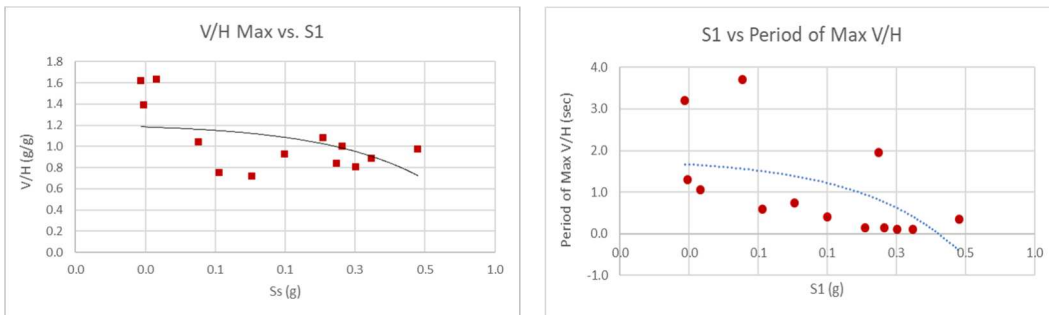 V/H Max vs. S1
1.8
1.6
1.4
1.2
1.0
0.8
0.6
0.4
0.2
0.0
V/H (g/g)
0.0 0.0 0.1 0.1 0.3 0.5 1.0
Ss (g)
S1 vs Period of Max V/H
4.0
3.0
2.0
1.0
0.0
-1.0
Period of Max V/H (sec)
0.0 0.0 0.1 0.1 0.3 0.5 1.0
S1 (g)